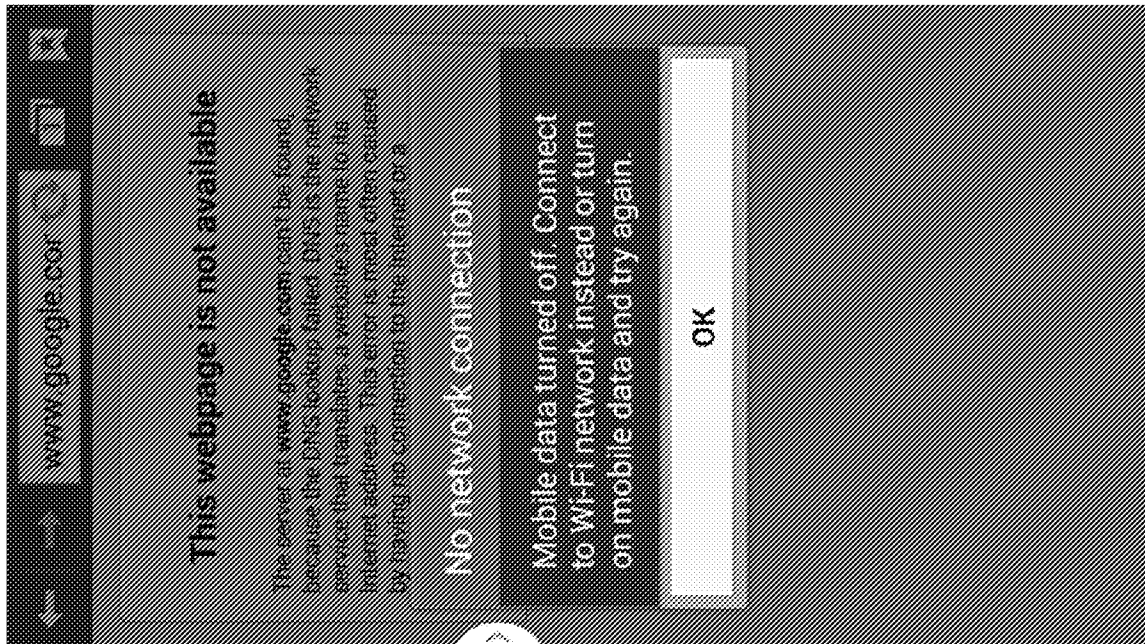 www.google.cor
This webpage is not available
The server at www.google.com can't be found,
because the DNS lookup failed. DNS is the network
service that translates a website's name to its
Internet address. This error is most often caused
by having no connection to the Internet or a
No network connection
Mobile data turned off. Connect
to Wi-Fi network instead or turn
on mobile data and try again.
OK